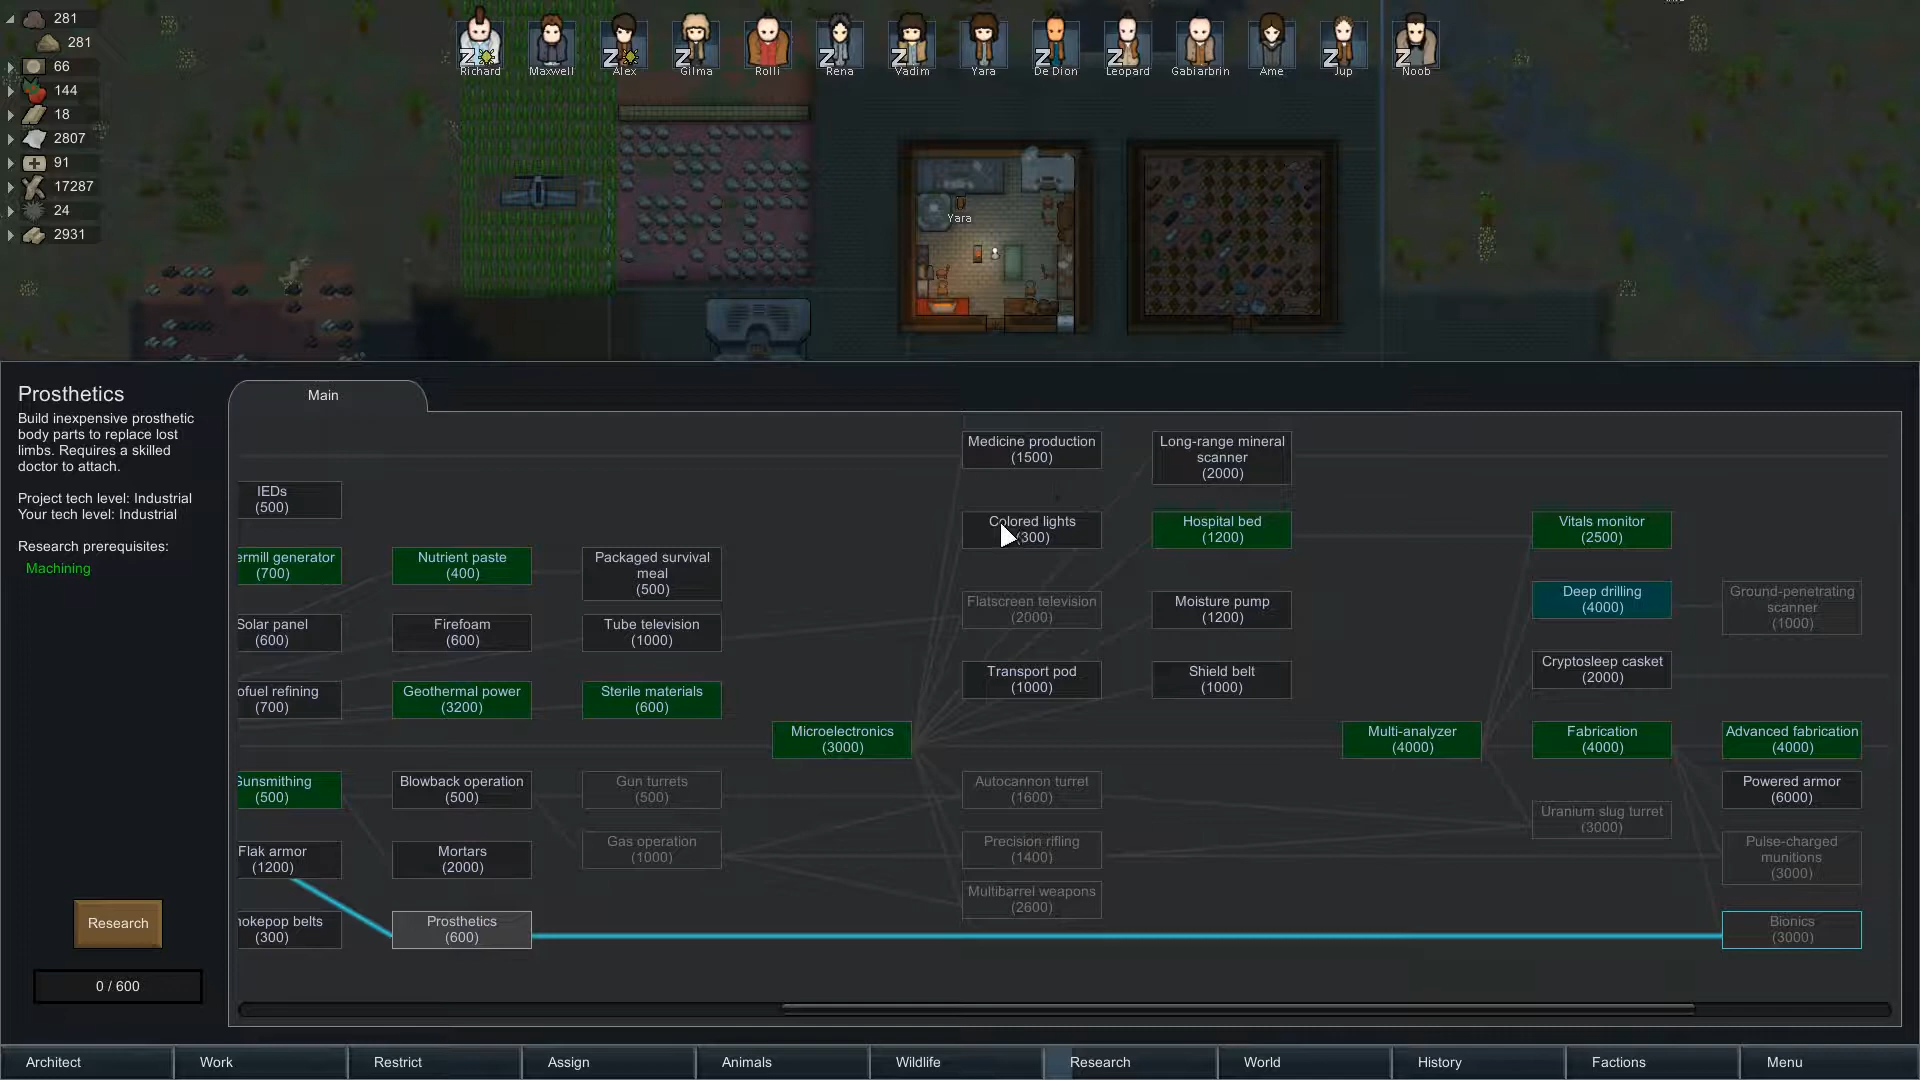 281
281
66
144
18
2807
91
17287
24
2931
Richard
Maxwell
Alex
Gilma
Rolli
Rena
Vadim
Yara
De Dion
Leopard
Gabiarbrin
Ame
Jup
Noob
Yara
Prosthetics
Build inexpensive prosthetic
body parts to replace lost
limbs. Requires a skilled
doctor to attach.
Project tech level: Industrial
Your tech level: Industrial
Research prerequisites:
Machining
Research
0 / 600
Main
IEDs
(500)
ermill generator
(700)
Solar panel
(600)
ofuel refining
(700)
Gunsmithing
(500)
Flak armor
(1200)
nokepop belts
(300)
Nutrient paste
(400)
Firefoam
(600)
Geothermal power
(3200)
Blowback operation
(500)
Mortars
(2000)
Prosthetics
(600)
Packaged survival
meal
(500)
Tube television
(1000)
Sterile materials
(600)
Gun turrets
(500)
Gas operation
(1000)
Microelectronics
(3000)
Medicine production
(1500)
Colored lights
(300)
Flatscreen television
(2000)
Transport pod
(1000)
Autocannon turret
(1600)
Precision rifling
(1400)
Multibarrel weapons
(2600)
Long-range mineral
scanner
(2000)
Hospital bed
(1200)
Moisture pump
(1200)
Shield belt
(1000)
Multi-analyzer
(4000)
Vitals monitor
(2500)
Deep drilling
(4000)
Cryptosleep casket
(2000)
Fabrication
(4000)
Uranium slug turret
(3000)
Ground-penetrating
scanner
(1000)
Advanced fabrication
(4000)
Powered armor
(6000)
Pulse-charged
munitions
(3000)
Bionics
(3000)
Architect
Work
Restrict
Assign
Animals
Wildlife
Research
World
History
Factions
Menu